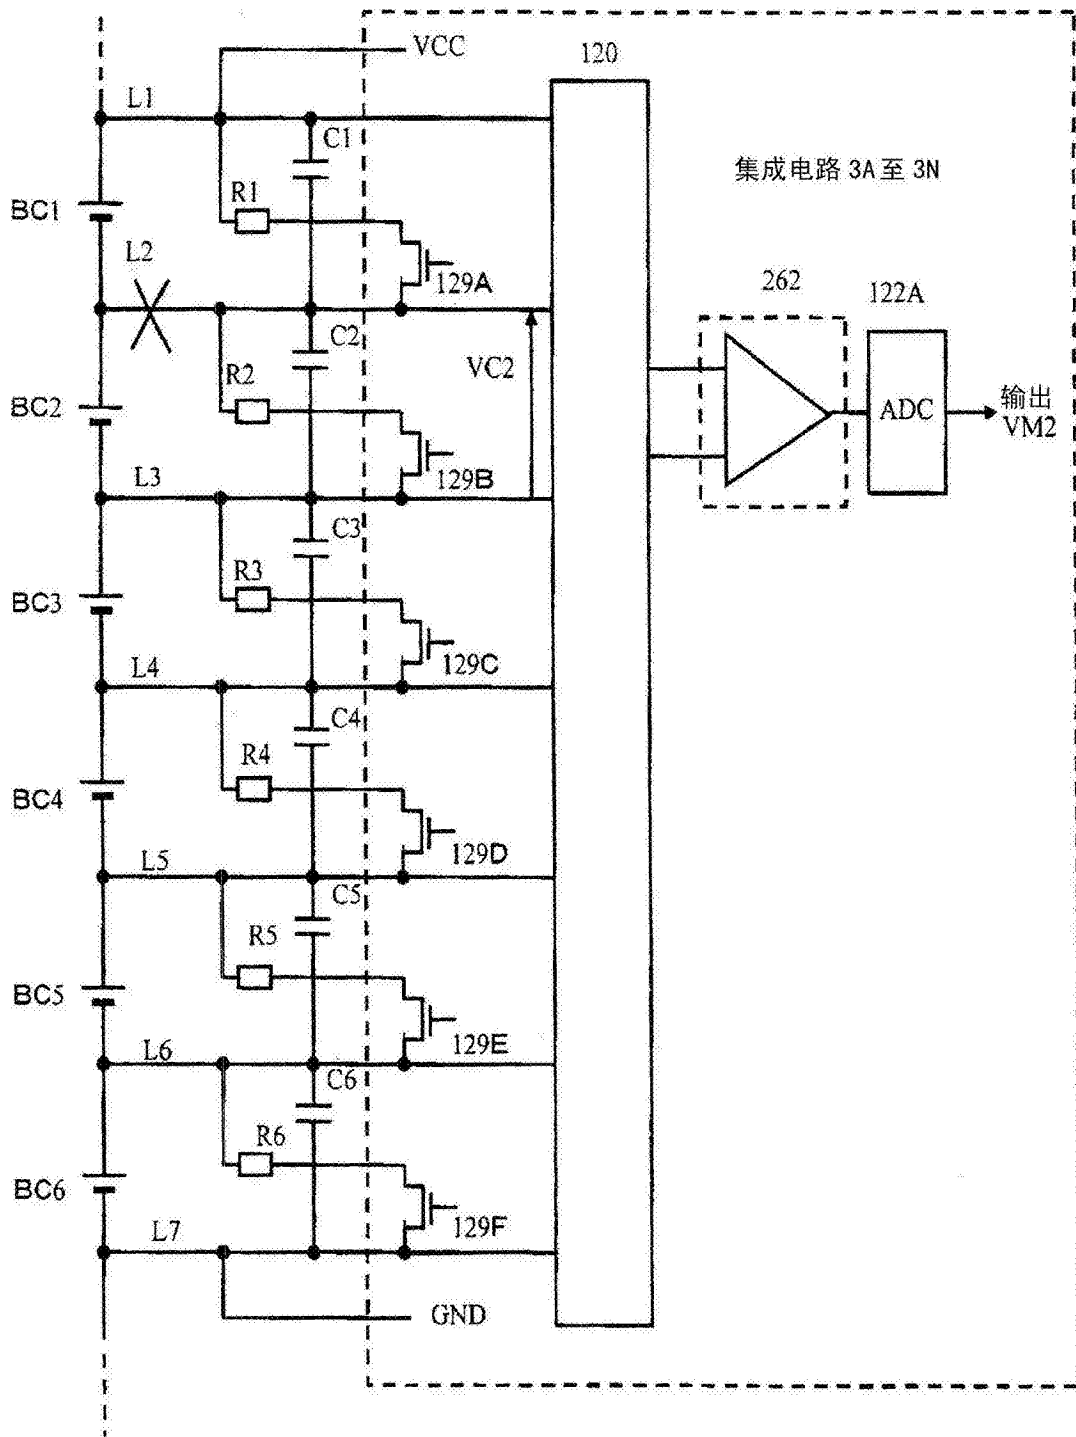 VCC
120
L1
C1
集成电路 3A 至 3N
R1
BC1
L2
129A
262
122A
C2
VC2
R2
BC2
ADC
输出
VM2
L3
129B
C3
R3
BC3
L4
129C
C4
R4
BC4
129D
L5
C5
R5
BC5
L6
129E
C6
R6
BC6
L7
129F
GND